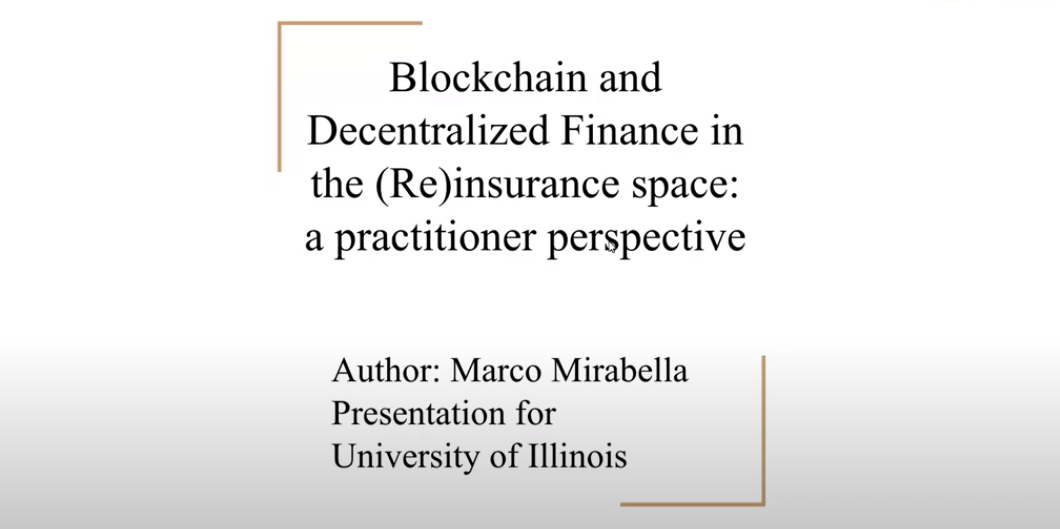 Blockchain and
Decentralized Finance in
the (Re)insurance space:
a practitioner perspective
Author: Marco Mirabella
Presentation for
University of Illinois